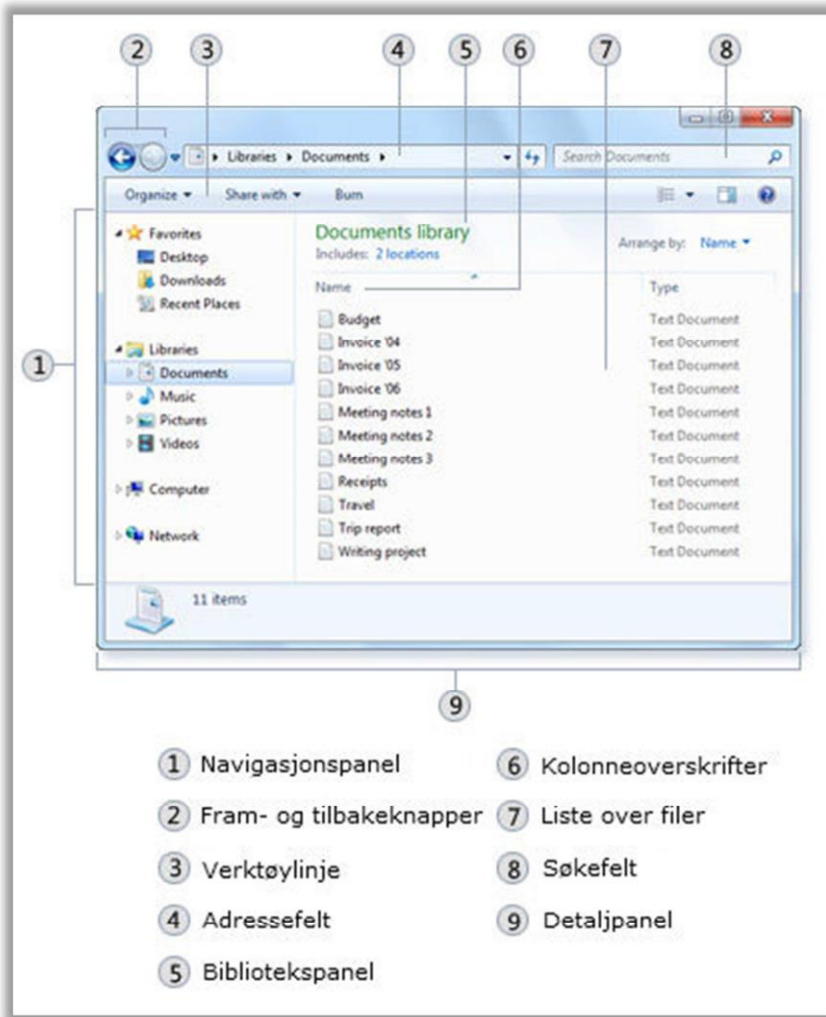 2 3 4 5 6 7 8
Libraries Documents Search Documents
Organize Share with Burn
Favorites
Desktop
Downloads
Recent Places
Libraries
Documents
Music
Pictures
Videos
Computer
Network
1
Documents library
Includes: 2 locations
Arrange by: Name
Name Type
Budget Text Document
Invoice '04 Text Document
Invoice '05 Text Document
Invoice '06 Text Document
Meeting notes 1 Text Document
Meeting notes 2 Text Document
Meeting notes 3 Text Document
Receipts Text Document
Travel Text Document
Trip report Text Document
Writing project Text Document
11 items
9
1 Navigasjonspanel
2 Fram- og tilbakeknapper
3 Verktøylinje
4 Adressefelt
5 Bibliotekspanel
6 Kolonneoverskrifter
7 Liste over filer
8 Søkefelt
9 Detaljpanel